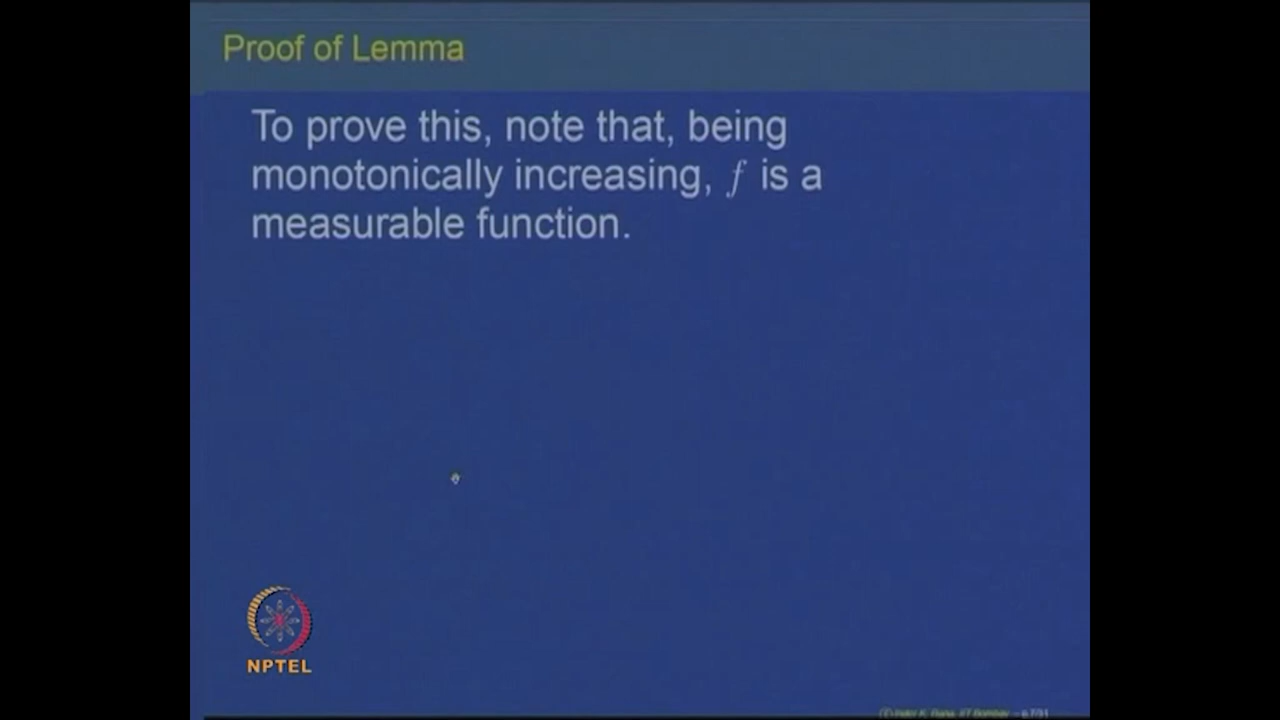 Proof of Lemma
To prove this, note that, being
monotonically increasing, f is a
measurable function.
NPTEL